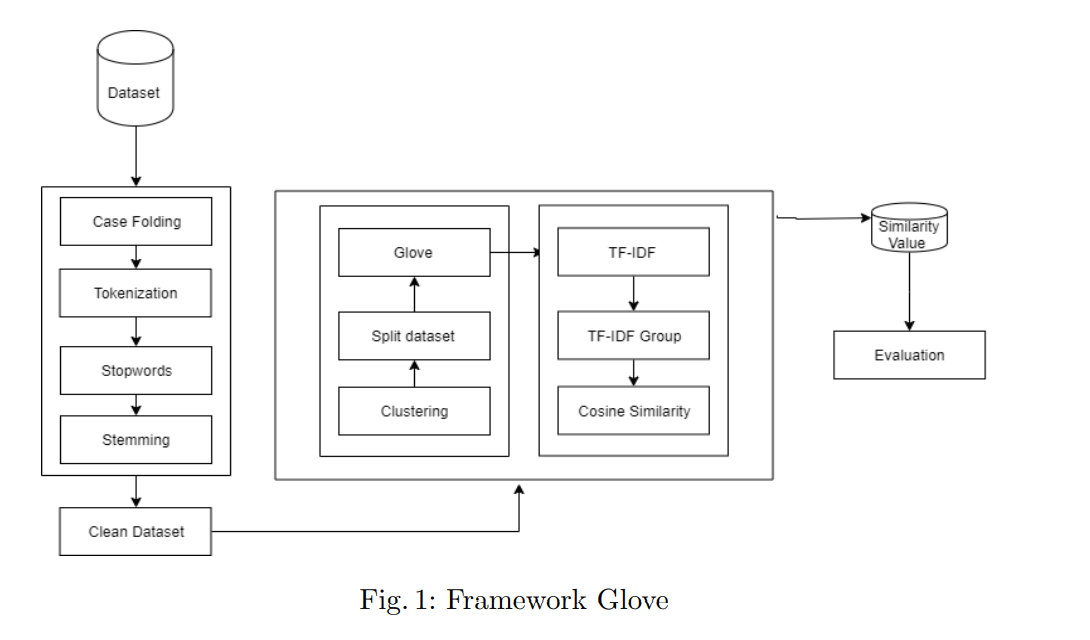 Dataset
Case Folding
Tokenization
Stopwords
Stemming
Clean Dataset
Glove
Split dataset
Clustering
TF-IDF
TF-IDF Group
Cosine Similarity
Similarity
Value
Evaluation
Fig. 1: Framework Glove